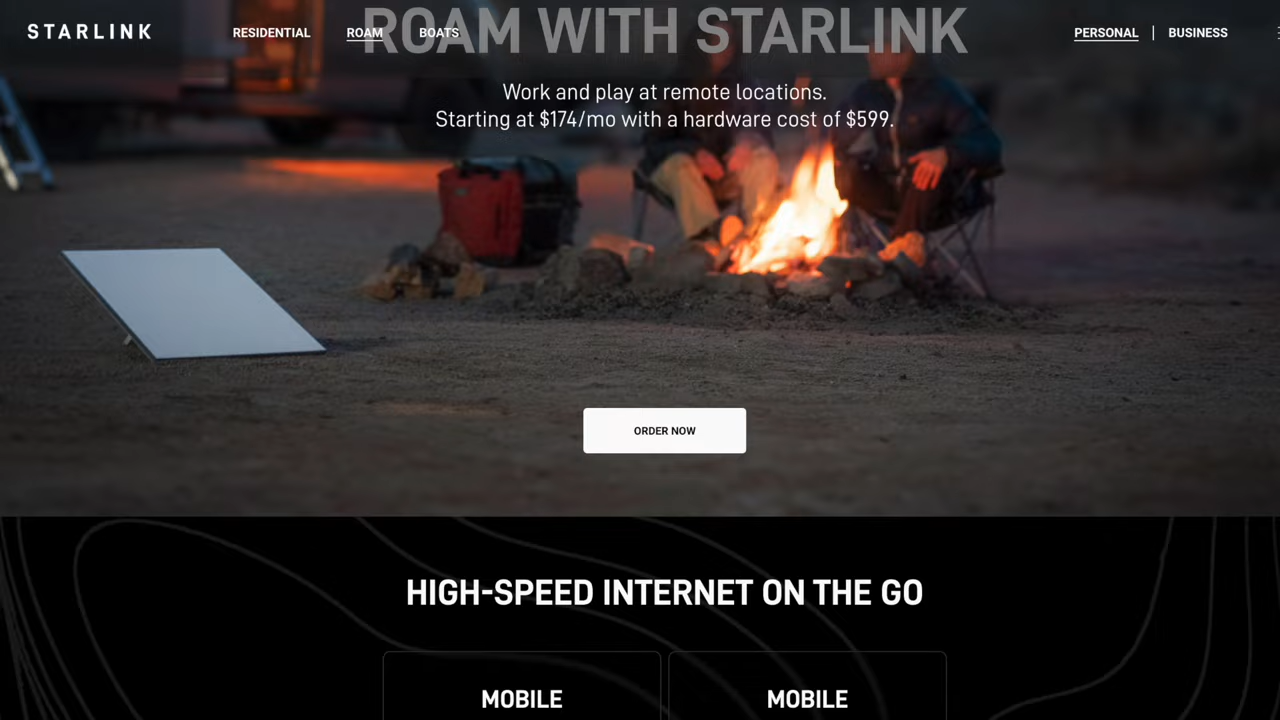 STARLINK
RESIDENTIAL
ROAM
BOATS
PERSONAL
BUSINESS
ROAM WITH STARLINK
Work and play at remote locations.
Starting at $174/mo with a hardware cost of $599.
ORDER NOW
HIGH-SPEED INTERNET ON THE GO
MOBILE
MOBILE